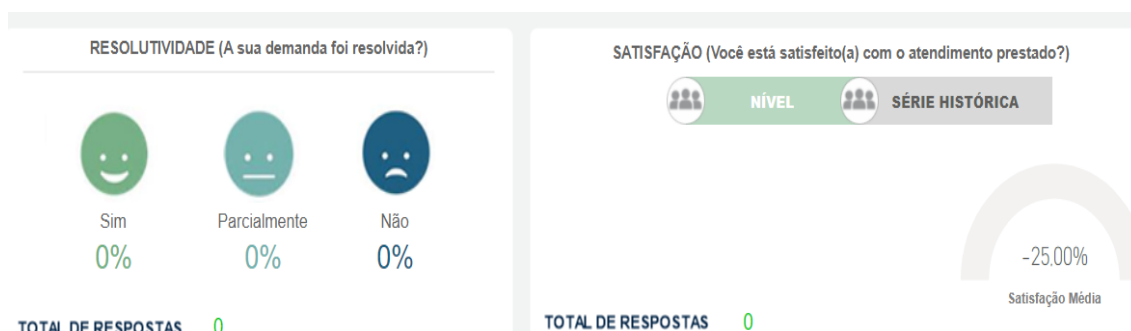 RESOLUTIVIDADE (A sua demanda foi resolvida?)
Sim
Parcialmente
Não
0%
0%
0%
TOTAL DE RESPOSTAS 0
SATISFAÇÃO (Você está satisfeito(a) com o atendimento prestado?)
NÍVEL
SÉRIE HISTÓRICA
-25,00%
Satisfação Média
TOTAL DE RESPOSTAS 0